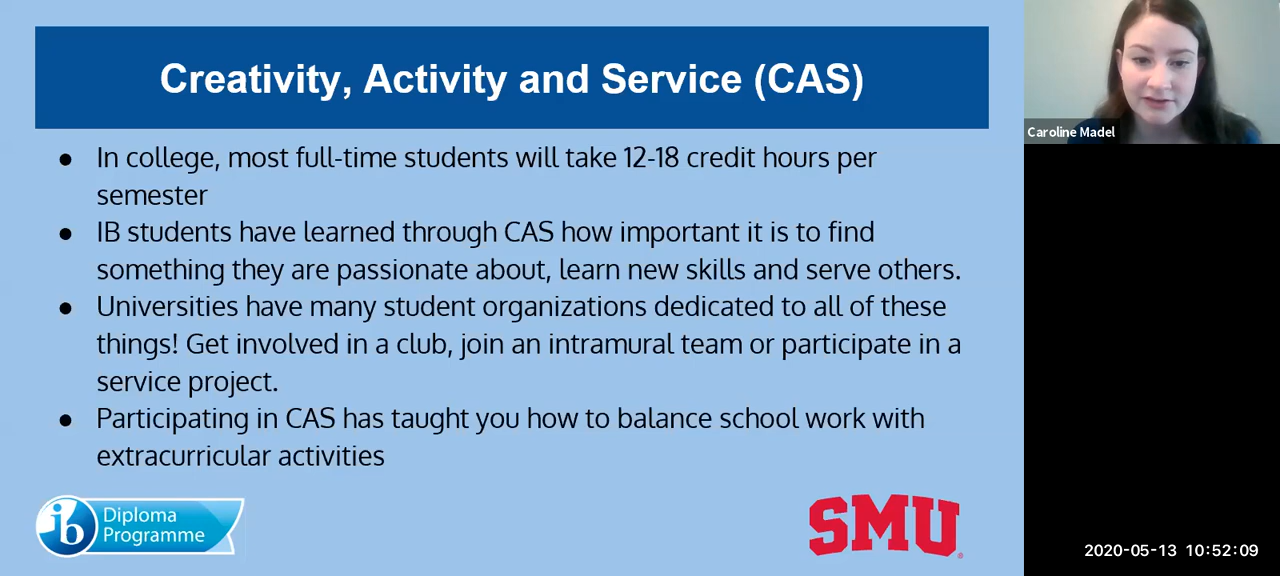 Creativity, Activity and Service (CAS)
● In college, most full-time students will take 12-18 credit hours per
semester
● IB students have learned through CAS how important it is to find
something they are passionate about, learn new skills and serve others.
● Universities have many student organizations dedicated to all of these
things! Get involved in a club, join an intramural team or participate in a
service project.
● Participating in CAS has taught you how to balance school work with
extracurricular activities
ib Diploma
Programme
SMU®
Caroline Madel
2020-05-13 10:52:09